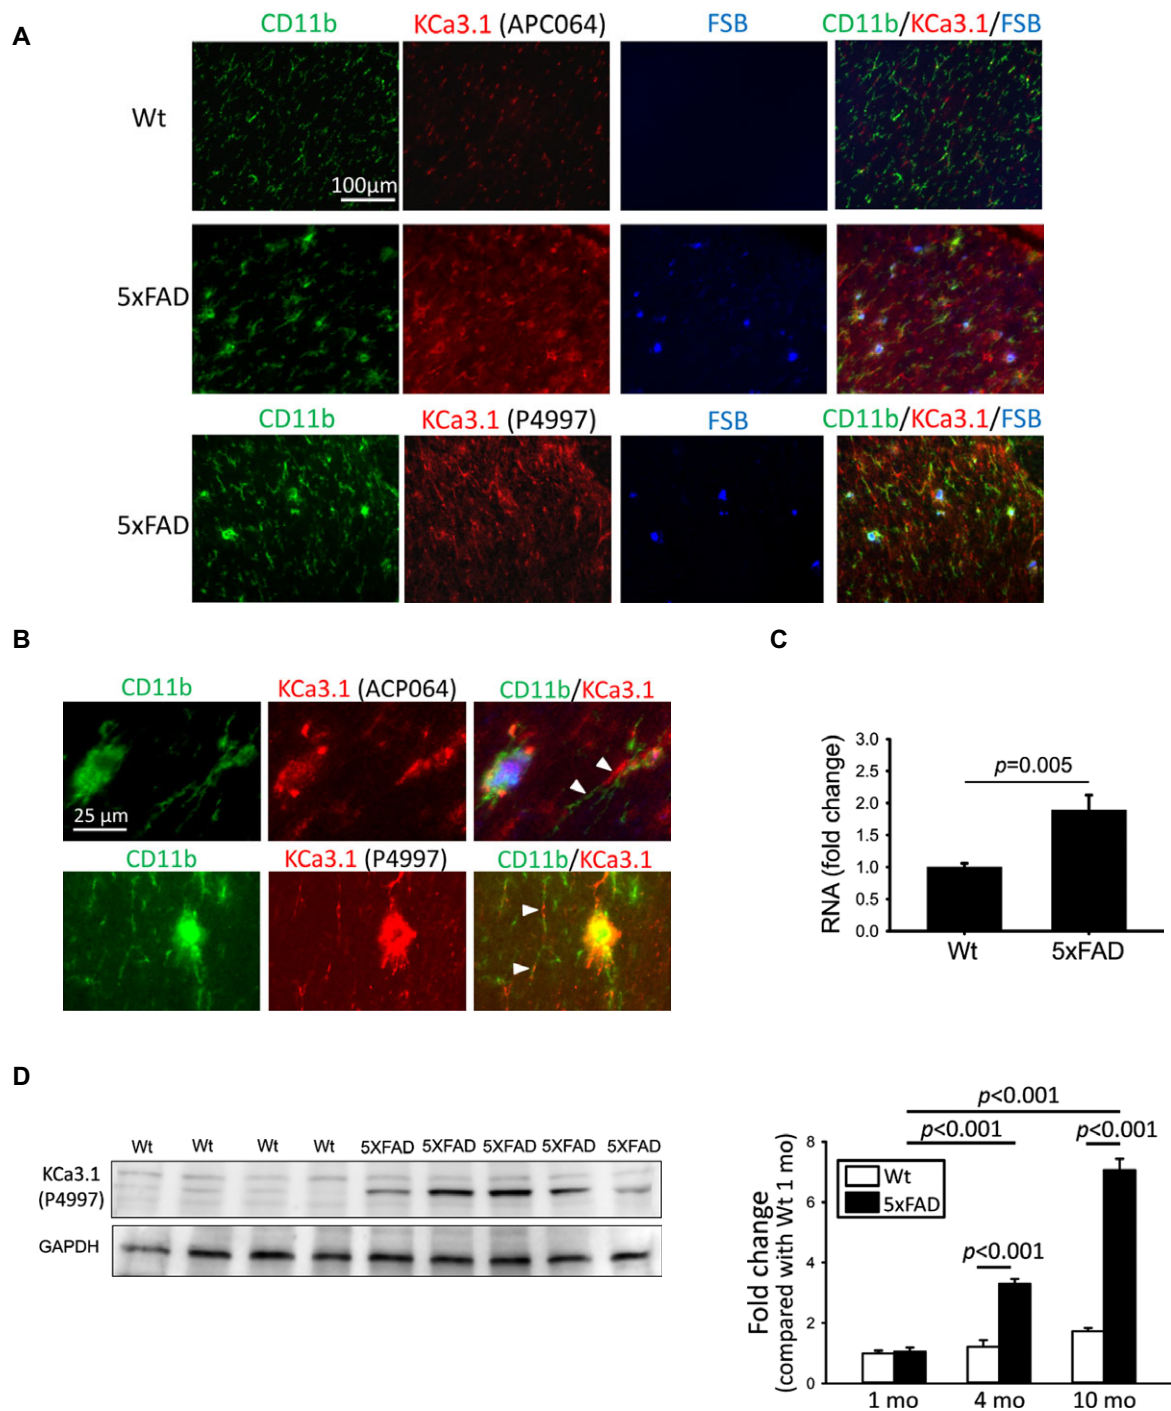 A
CD11b KCa3.1 (APC064) FSB CD11b/KCa3.1/FSB
Wt
100µm
5xFAD
CD11b KCa3.1 (P4997) FSB CD11b/KCa3.1/FSB
5xFAD
B
CD11b KCa3.1 (ACP064) CD11b/KCa3.1
25 µm
CD11b KCa3.1 (P4997) CD11b/KCa3.1
C
RNA (fold change)
3.0
2.5
2.0
1.5
1.0
0.5
0.0
p=0.005
Wt 5xFAD
D
Wt Wt Wt Wt 5XFAD 5XFAD 5XFAD 5XFAD 5XFAD
KCa3.1
(P4997)
GAPDH
Fold change
(compared with Wt 1 mo)
8
6
4
2
0
p<0.001
p<0.001 p<0.001
Wt
5xFAD
p<0.001
1 mo 4 mo 10 mo